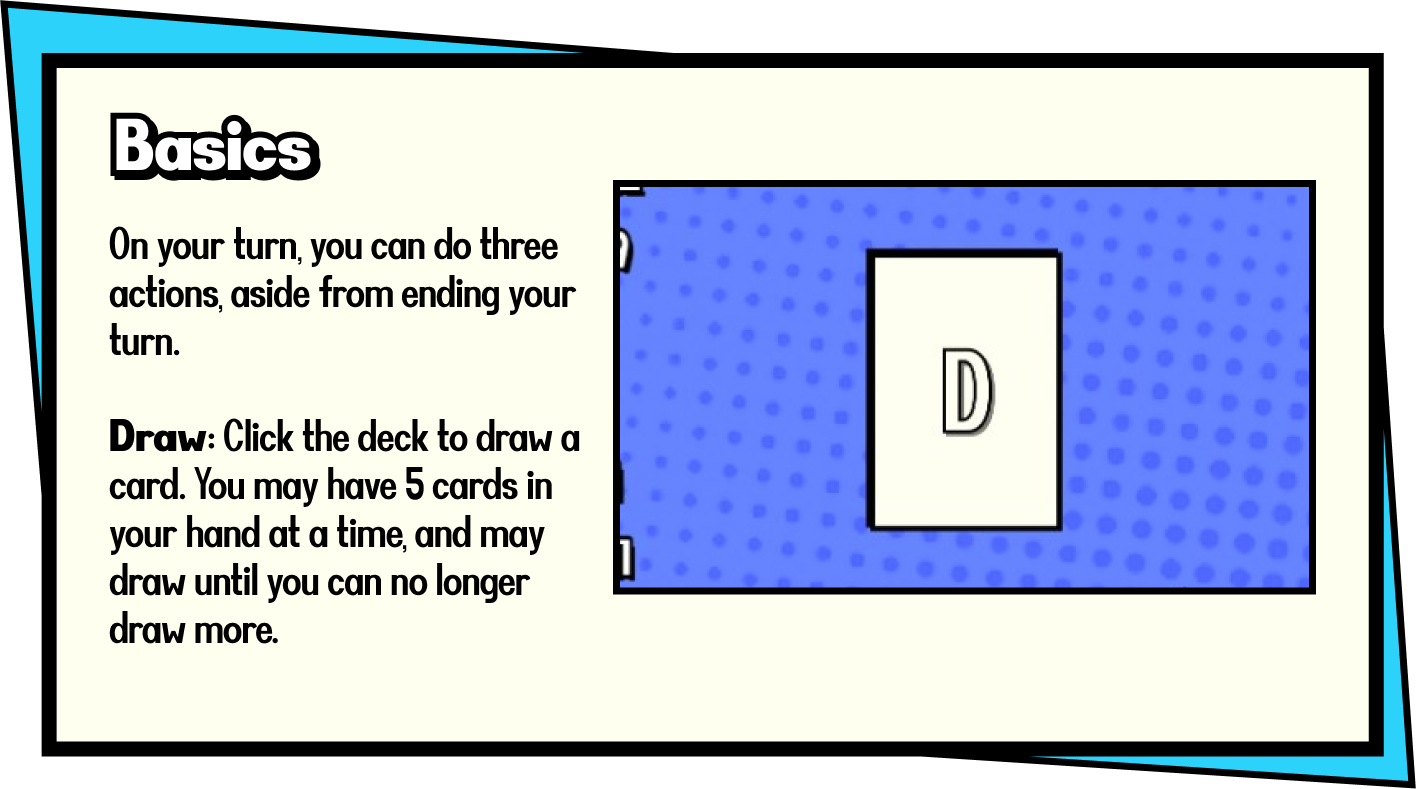 Basics
On your turn, you can do three
actions, aside from ending your
turn.
Draw: Click the deck to draw a
card. You may have 5 cards in
your hand at a time, and may
draw until you can no longer
draw more.
D